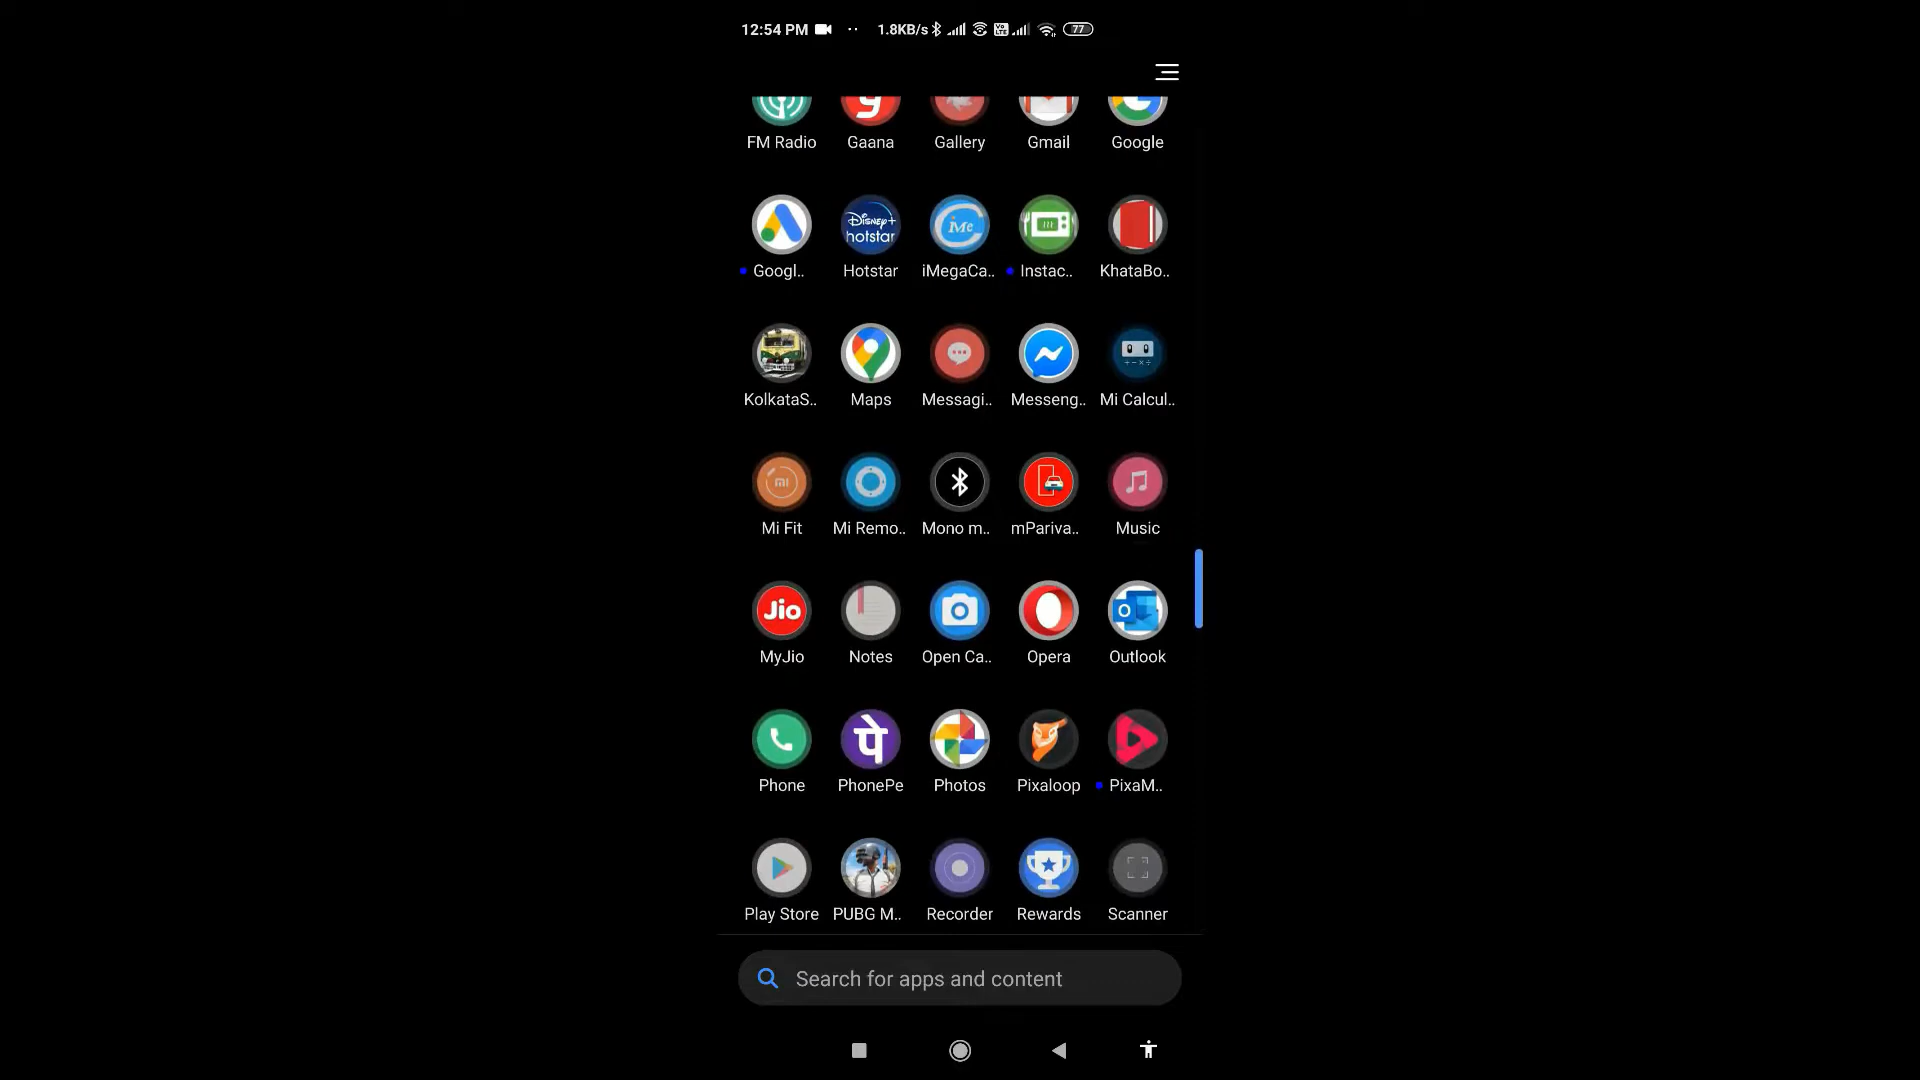 12:54 PM 1.8KB/s 77
FM Radio Gaana Gallery Gmail Google
Disney+
hotstar
iMe
m
Googl.. Hotstar iMegaCa.. Instac.. KhataBo..
KolkataS.. Maps Messagi.. Messeng.. Mi Calcul..
mi
Mi Fit Mi Remo.. Mono m.. mPariva.. Music
Jio
O
MyJio Notes Open Ca.. Opera Outlook
पे
Phone PhonePe Photos Pixaloop PixaM..
Play Store PUBG M.. Recorder Rewards Scanner
Search for apps and content